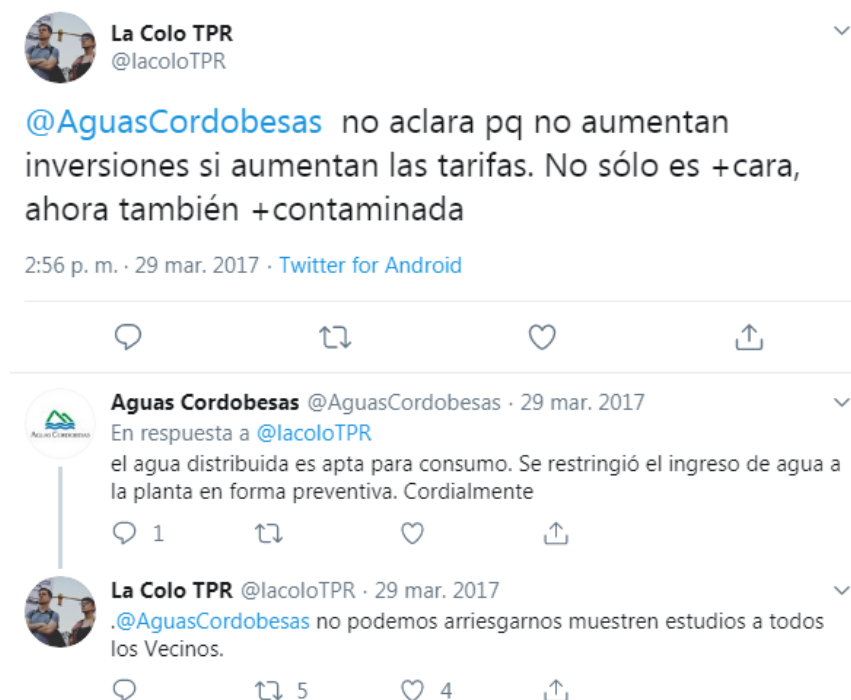 La Colo TPR
@lacoloTPR
@AguasCordobesas no aclara pq no aumentan
inversiones si aumentan las tarifas. No sólo es +cara,
ahora también +contaminada
2:56 p. m. · 29 mar. 2017 · Twitter for Android
Aguas Cordobesas @AguasCordobesas · 29 mar. 2017
AGUAS CORDOBESAS
En respuesta a @lacoloTPR
el agua distribuida es apta para consumo. Se restringió el ingreso de agua a
la planta en forma preventiva. Cordialmente
1
La Colo TPR @lacoloTPR · 29 mar. 2017
.@AguasCordobesas no podemos arriesgarnos muestren estudios a todos
los Vecinos.
5 4